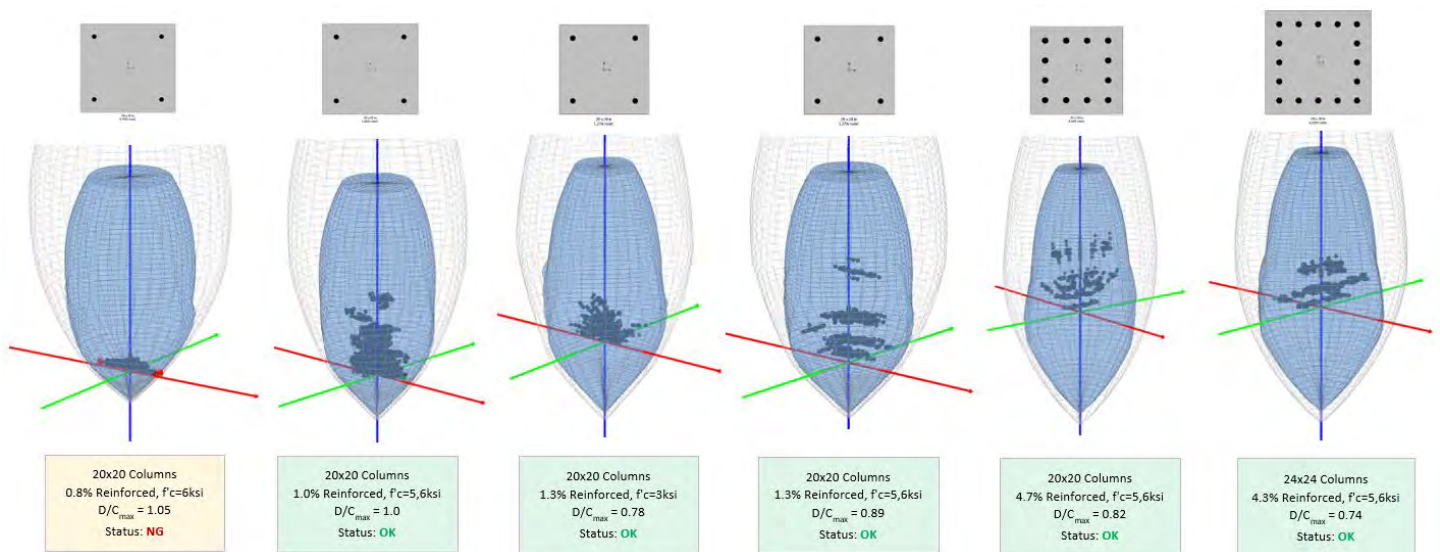 20x20 Columns
0.8% Reinforced, f'c=6ksi
D/Cmax = 1.05
Status: NG
20x20 Columns
1.0% Reinforced, f'c=5,6ksi
D/Cmax = 1.0
Status: OK
20x20 Columns
1.3% Reinforced, f'c=3ksi
D/Cmax = 0.78
Status: OK
20x20 Columns
1.3% Reinforced, f'c=5,6ksi
D/Cmax = 0.89
Status: OK
20x20 Columns
4.7% Reinforced, f'c=5,6ksi
D/Cmax = 0.82
Status: OK
24x24 Columns
4.3% Reinforced, f'c=5,6ksi
D/Cmax = 0.74
Status: OK